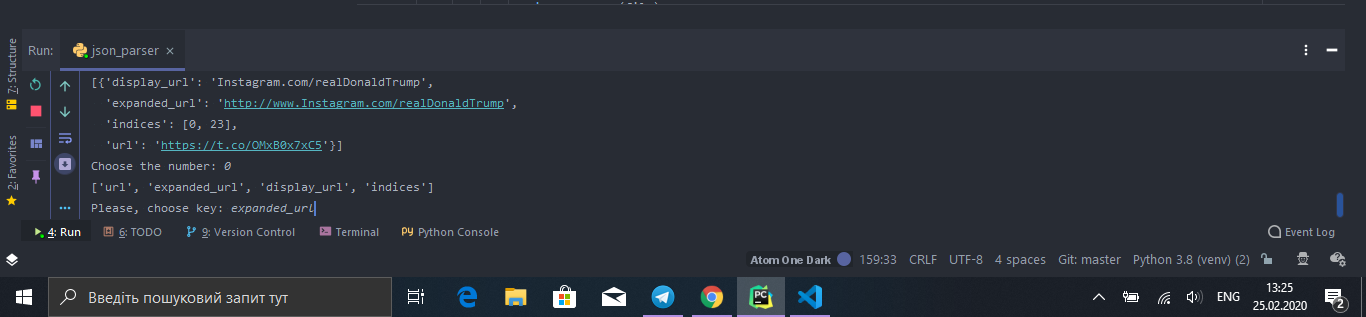 Run: json_parser
7: Structure
2: Favorites
[{'display_url': 'Instagram.com/realDonaldTrump',
'expanded_url': 'http://www.Instagram.com/realDonaldTrump',
'indices': [0, 23],
'url': 'https://t.co/OMxB0x7xC5'}]
Choose the number: 0
['url', 'expanded_url', 'display_url', 'indices']
Please, choose key: expanded_url
4: Run 6: TODO 9: Version Control Terminal Python Console Event Log
Atom One Dark 159:33 CRLF UTF-8 4 spaces Git: master Python 3.8 (venv) (2)
Введіть пошуковий запит тут
PC
ENG
13:25
25.02.2020
2